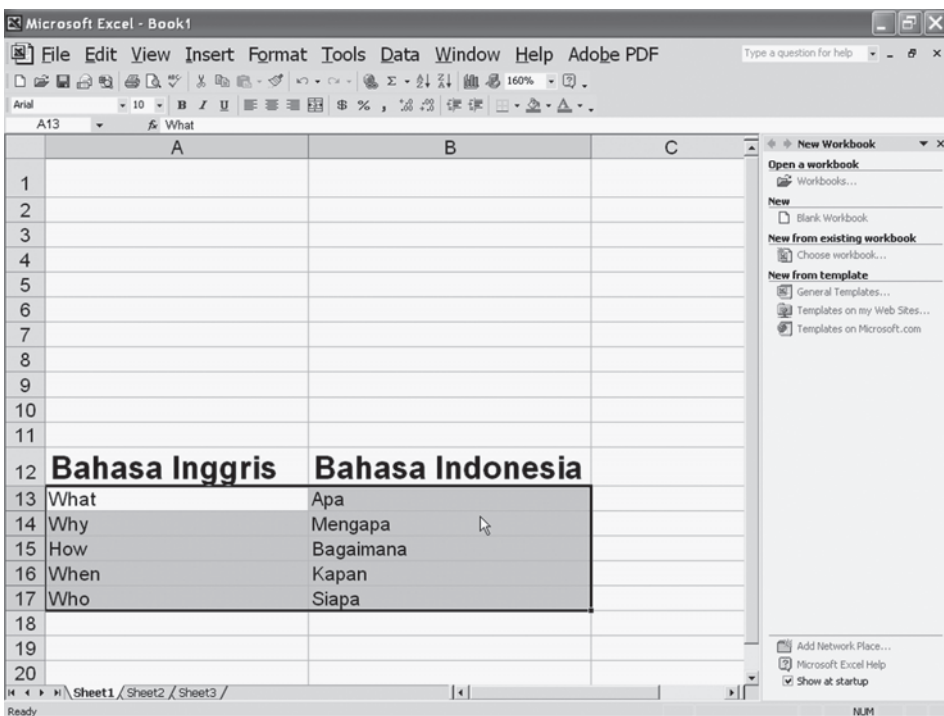 Microsoft Excel - Book1
File Edit View Insert Format Tools Data Window Help Adobe PDF Type a question for help
160%
Arial 10 B I U $ % ,
A13 fx What
New Workbook
A B C
Open a workbook
Workbooks...
New
Blank Workbook
New from existing workbook
Choose workbook...
New from template
General Templates...
Templates on my Web Sites...
Templates on Microsoft.com
1
2
3
4
5
6
7
8
9
10
11
12 Bahasa Inggris Bahasa Indonesia
13 What Apa
14 Why Mengapa
15 How Bagaimana
16 When Kapan
17 Who Siapa
18
19
20
Add Network Place...
Microsoft Excel Help
Show at startup
Sheet1 Sheet2 Sheet3
Ready NUM